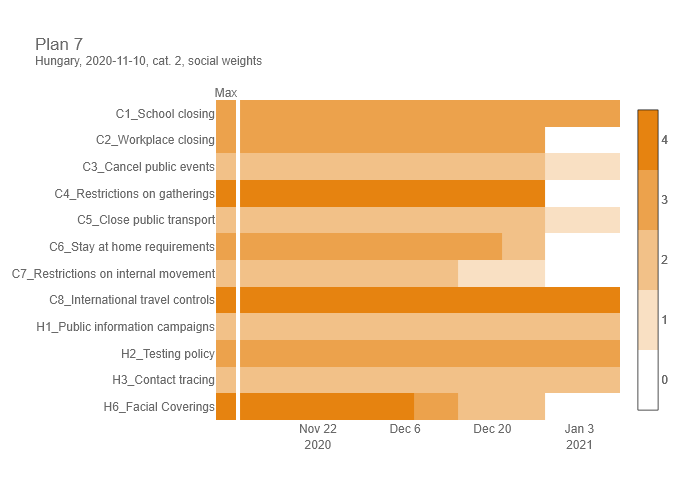 Plan 7
Hungary, 2020-11-10, cat. 2, social weights
Max
C1_School closing
C2_Workplace closing
C3_Cancel public events
C4_Restrictions on gatherings
C5_Close public transport
C6_Stay at home requirements
C7_Restrictions on internal movement
C8_International travel controls
H1_Public information campaigns
H2_Testing policy
H3_Contact tracing
H6_Facial Coverings
Nov 22 Dec 6 Dec 20 Jan 3
2020 2021
4
3
2
1
0